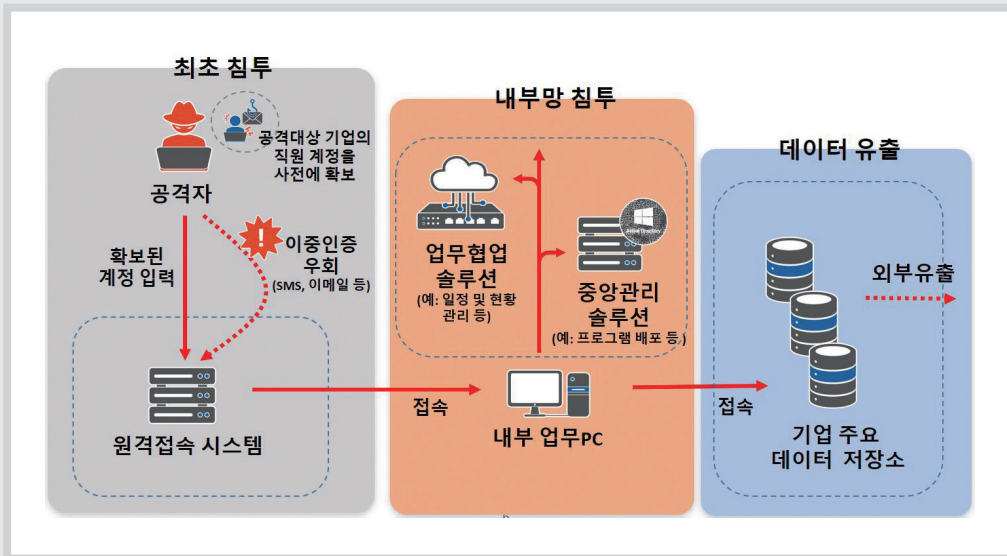 최초 침투
공격대상 기업의
직원 계정을
사전에 확보
공격자
확보된
계정 입력
이중인증
우회
(SMS, 이메일 등)
원격접속 시스템
접속
내부망 침투
Active Directory
업무협업
솔루션
(예: 일정 및 현황
관리 등)
중앙관리
솔루션
(예: 프로그램 배포 등)
내부 업무PC
접속
데이터 유출
외부유출
기업 주요
데이터 저장소